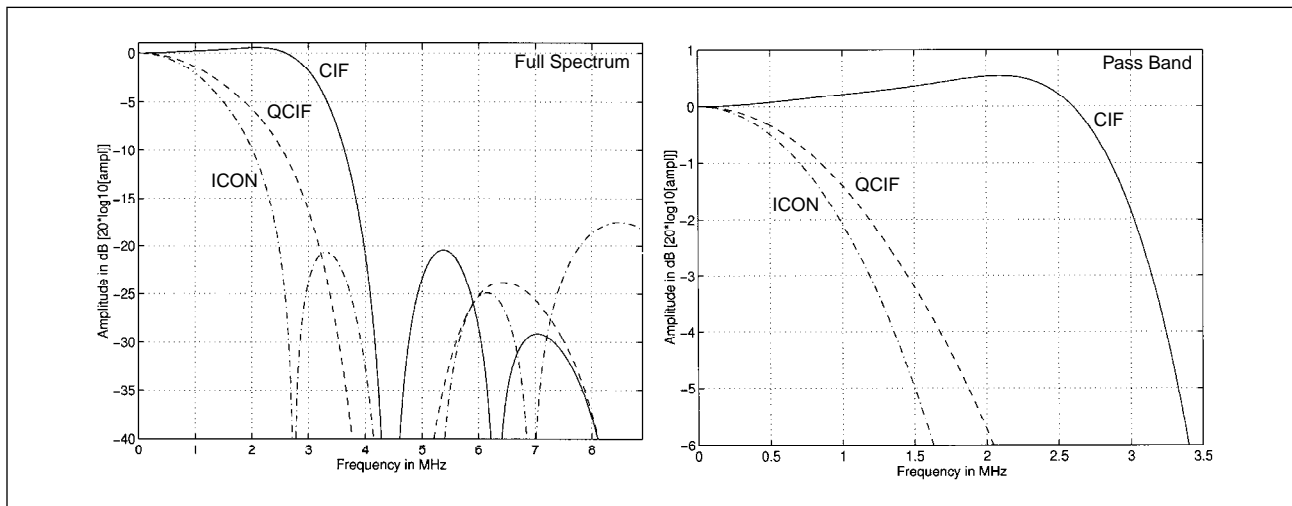 Full Spectrum
CIF
QCIF
ICON
Amplitude in dB [20*log10[ampl]]
0
−5
−10
−15
−20
−25
−30
−35
−40
0 1 2 3 4 5 6 7 8
Frequency in MHz
Pass Band
CIF
QCIF
ICON
Amplitude in dB [20*log10[ampl]]
1
0
−1
−2
−3
−4
−5
−6
0 0.5 1 1.5 2 2.5 3 3.5
Frequency in MHz